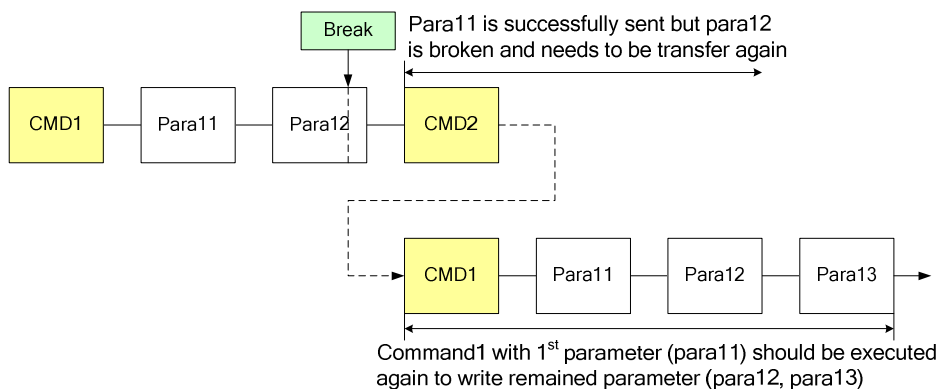 Break
Para11 is successfully sent but para12
is broken and needs to be transfer again
CMD1
Para11
Para12
CMD2
CMD1
Para11
Para12
Para13
Command1 with 1st parameter (para11) should be executed
again to write remained parameter (para12, para13)